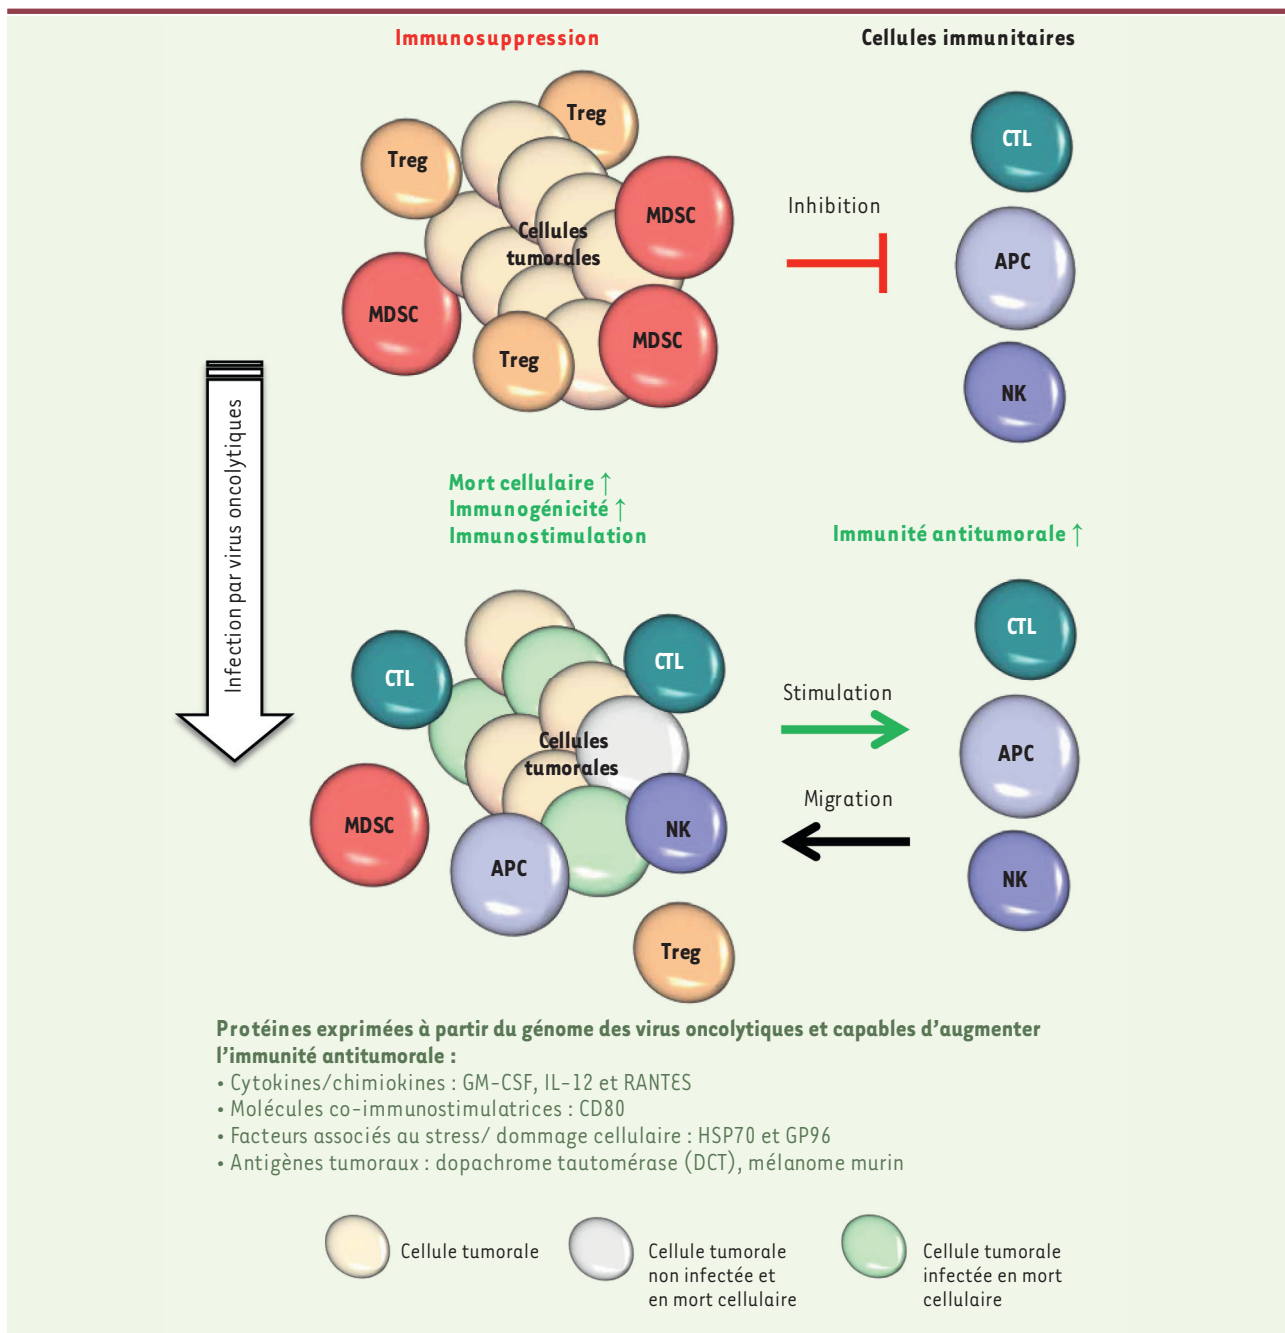 Immunosuppression
Cellules immunitaires
Treg
Treg
MDSC
Cellules
tumorales
MDSC
MDSC
Treg
Inhibition
CTL
APC
NK
Infection par virus oncolytiques
Mort cellulaire ↑
Immunogénicité ↑
Immunostimulation
Immunité antitumorale ↑
CTL
CTL
Cellules
tumorales
MDSC
APC
NK
Treg
Stimulation
Migration
CTL
APC
NK
Protéines exprimées à partir du génome des virus oncolytiques et capables d’augmenter
l’immunité antitumorale :
• Cytokines/chimiokines : GM-CSF, IL-12 et RANTES
• Molécules co-immunostimulatrices : CD80
• Facteurs associés au stress/ dommage cellulaire : HSP70 et GP96
• Antigènes tumoraux : dopachrome tautomérase (DCT), mélanome murin
Cellule tumorale
Cellule tumorale
non infectée et
en mort cellulaire
Cellule tumorale
infectée en mort
cellulaire